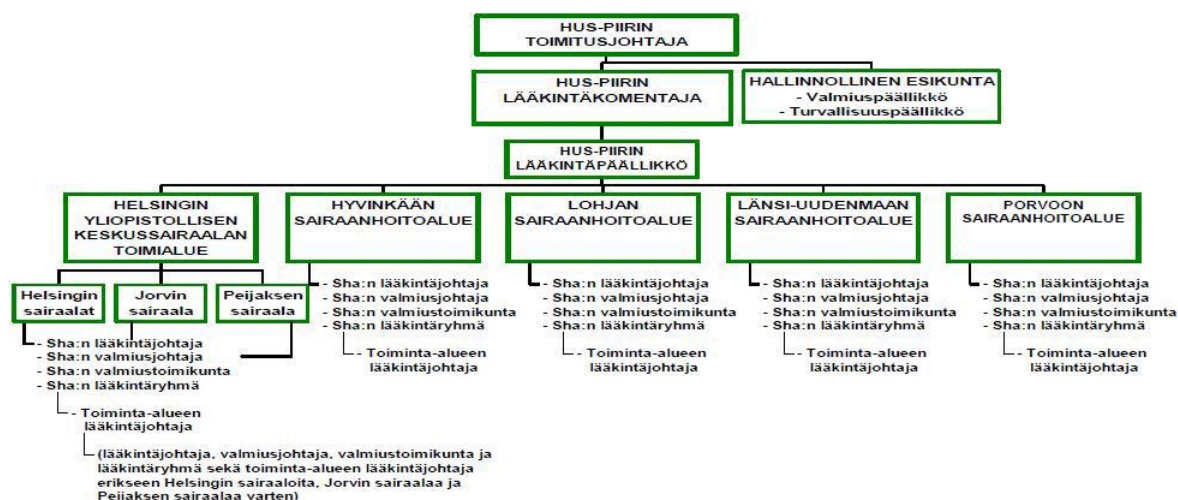 HUS-PIIRIN
TOIMITUSJOHTAJA
HUS-PIIRIN
LÄÄKINTÄKOMENTAJA
HALLINNOLLINEN ESIKUNTA
- Valmiuspäällikkö
- Turvallisuuspäällikkö
HUS-PIIRIN
LÄÄKINTÄPÄÄLLIKKÖ
HELSINGIN
YLIOPISTOLLISEN
KESKUSSAIRAALAN
TOIMIALUE
HYVINKÄÄN
SAIRAANHOITOALUE
LOHJAN
SAIRAANHOITOALUE
LÄNSI-UUDENMAAN
SAIRAANHOITOALUE
PORVOON
SAIRAANHOITOALUE
Helsingin
sairaalat
Jorvin
sairaala
Peijaksen
sairaala
- Sha:n lääkintäjohtaja
- Sha:n valmiusjohtaja
- Sha:n valmiustoimikunta
- Sha:n lääkintäryhmä
- Toiminta-alueen
lääkintäjohtaja
(lääkintäjohtaja, valmiusjohtaja, valmiustoimikunta ja
lääkintäryhmä sekä toiminta-alueen lääkintäjohtaja
erikseen Helsingin sairaaloita, Jorvin sairaalaa ja
Peijaksen sairaalaa varten)
- Sha:n lääkintäjohtaja
- Sha:n valmiusjohtaja
- Sha:n valmiustoimikunta
- Sha:n lääkintäryhmä
- Toiminta-alueen
lääkintäjohtaja
- Sha:n lääkintäjohtaja
- Sha:n valmiusjohtaja
- Sha:n valmiustoimikunta
- Sha:n lääkintäryhmä
- Toiminta-alueen
lääkintäjohtaja
- Sha:n lääkintäjohtaja
- Sha:n valmiusjohtaja
- Sha:n valmiustoimikunta
- Sha:n lääkintäryhmä
- Toiminta-alueen
lääkintäjohtaja
- Sha:n lääkintäjohtaja
- Sha:n valmiusjohtaja
- Sha:n valmiustoimikunta
- Sha:n lääkintäryhmä
- Toiminta-alueen
lääkintäjohtaja